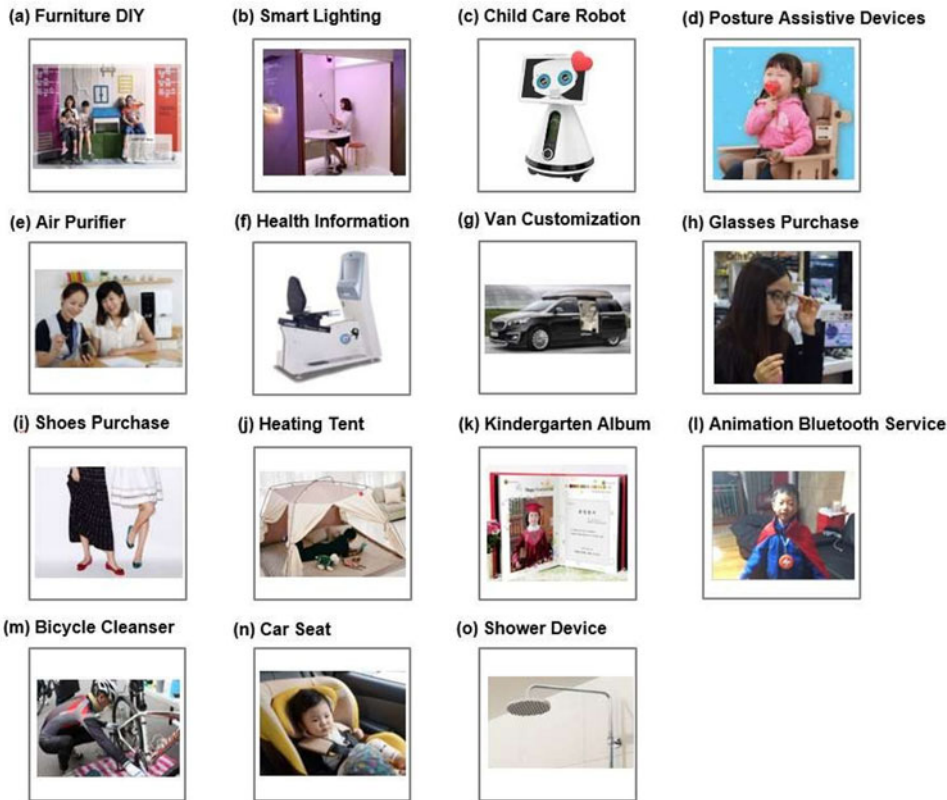 (a) Furniture DIY
(b) Smart Lighting
(c) Child Care Robot
(d) Posture Assistive Devices
(e) Air Purifier
(f) Health Information
(g) Van Customization
(h) Glasses Purchase
(i) Shoes Purchase
(j) Heating Tent
(k) Kindergarten Album
(l) Animation Bluetooth Service
(m) Bicycle Cleanser
(n) Car Seat
(o) Shower Device